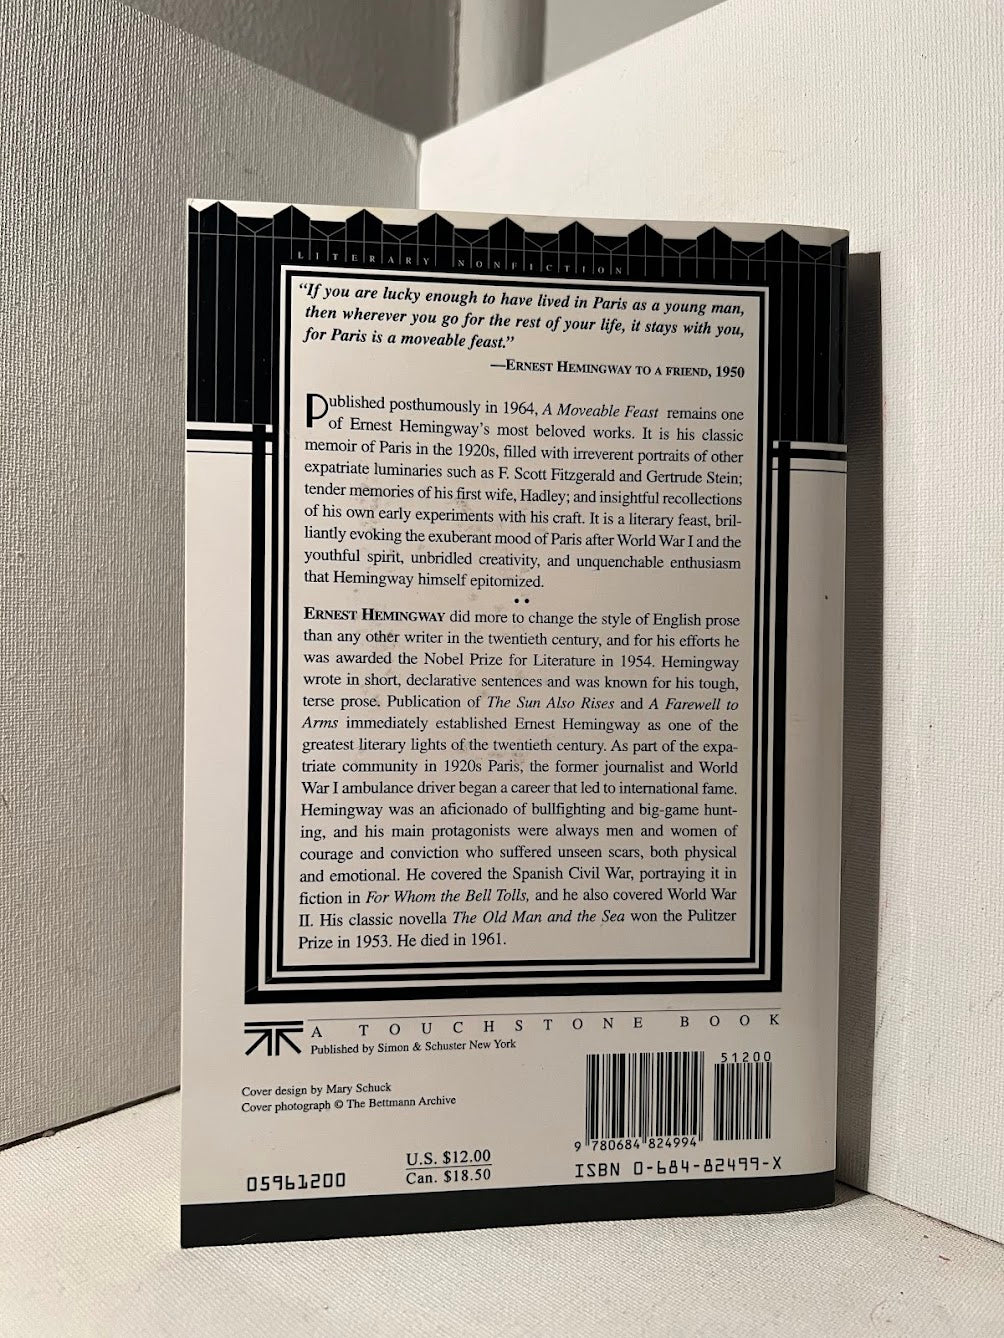 LITERARY NONFICTION
“If you are lucky enough to have lived in Paris as a young man,
then wherever you go for the rest of your life, it stays with you,
for Paris is a moveable feast.”
—ERNEST HEMINGWAY TO A FRIEND, 1950
Published posthumously in 1964, A Moveable Feast remains one
of Ernest Hemingway's most beloved works. It is his classic
memoir of Paris in the 1920s, filled with irreverent portraits of other
expatriate luminaries such as F. Scott Fitzgerald and Gertrude Stein;
tender memories of his first wife, Hadley; and insightful recollections
of his own early experiments with his craft. It is a literary feast, bril-
liantly evoking the exuberant mood of Paris after World War I and the
youthful spirit, unbridled creativity, and unquenchable enthusiasm
that Hemingway himself epitomized.
••
ERNEST HEMINGWAY did more to change the style of English prose
than any other writer in the twentieth century, and for his efforts he
was awarded the Nobel Prize for Literature in 1954. Hemingway
wrote in short, declarative sentences and was known for his tough,
terse prose. Publication of The Sun Also Rises and A Farewell to
Arms immediately established Ernest Hemingway as one of the
greatest literary lights of the twentieth century. As part of the expa-
triate community in 1920s Paris, the former journalist and World
War I ambulance driver began a career that led to international fame.
Hemingway was an aficionado of bullfighting and big-game hunt-
ing, and his main protagonists were always men and women of
courage and conviction who suffered unseen scars, both physical
and emotional. He covered the Spanish Civil War, portraying it in
fiction in For Whom the Bell Tolls, and he also covered World War
II. His classic novella The Old Man and the Sea won the Pulitzer
Prize in 1953. He died in 1961.
A TOUCHSTONE BOOK
Published by Simon & Schuster New York
Cover design by Mary Schuck
Cover photograph © The Bettmann Archive
05961200
U.S. $12.00
Can. $18.50
51200
9 780684 824994
ISBN 0-684-82499-X